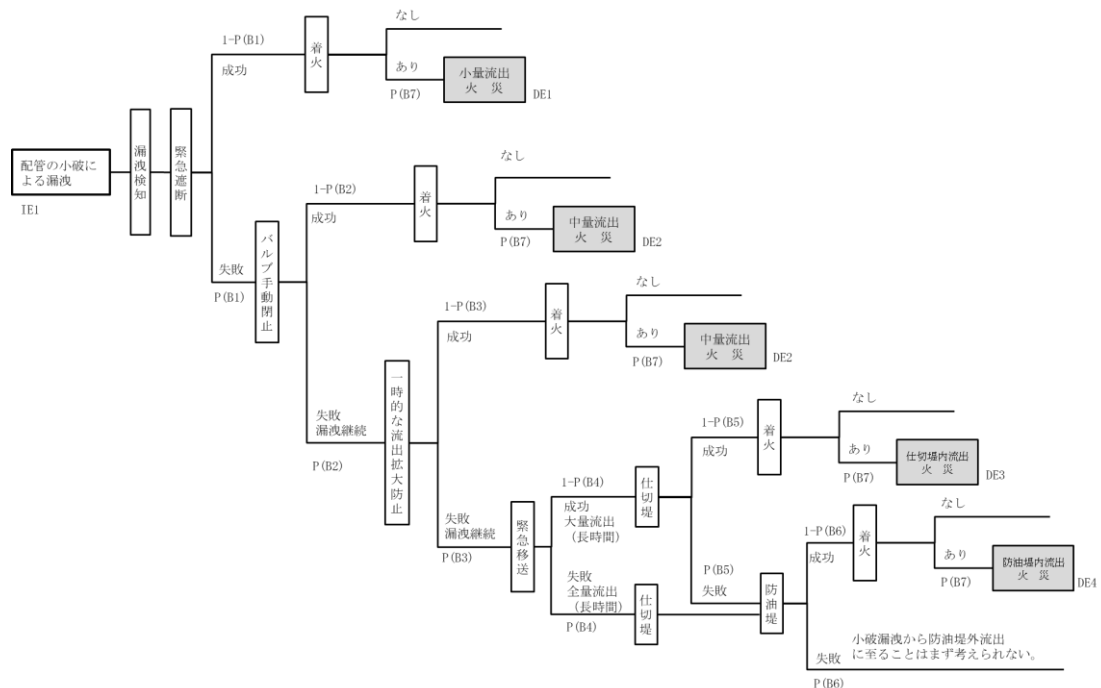 配管の小破に
よる漏洩
IE1
漏洩検知
緊急遮断
1-P(B1)
成功
着火
なし
あり
P(B7)
小量流出
火　災
DE1
失敗
P(B1)
バルブ手動閉止
1-P(B2)
成功
着火
なし
あり
P(B7)
中量流出
火　災
DE2
失敗
漏洩継続
P(B2)
一時的な流出拡大防止
1-P(B3)
成功
着火
なし
あり
P(B7)
中量流出
火　災
DE2
失敗
漏洩継続
P(B3)
緊急移送
1-P(B4)
成功
大量流出
（長時間）
仕切堤
1-P(B5)
成功
着火
なし
あり
P(B7)
仕切堤内流出
火　災
DE3
P(B5)
失敗
失敗
全量流出
（長時間）
P(B4)
仕切堤
防油堤
1-P(B6)
成功
着火
なし
あり
P(B7)
防油堤内流出
火　災
DE4
小破漏洩から防油堤外流出
に至ることはまず考えられない。
失敗
P(B6)